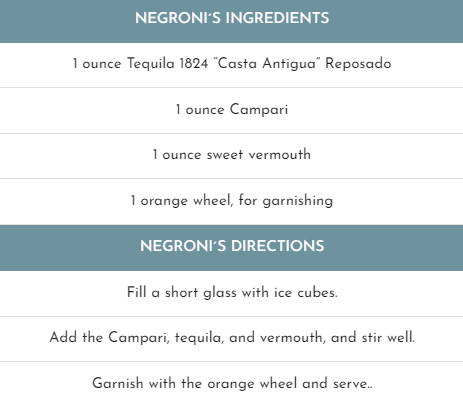 NEGRONI´S INGREDIENTS
1 ounce Tequila 1824 “Casta Antigua” Reposado
1 ounce Campari
1 ounce sweet vermouth
1 orange wheel, for garnishing
NEGRONI´S DIRECTIONS
Fill a short glass with ice cubes.
Add the Campari, tequila, and vermouth, and stir well.
Garnish with the orange wheel and serve..